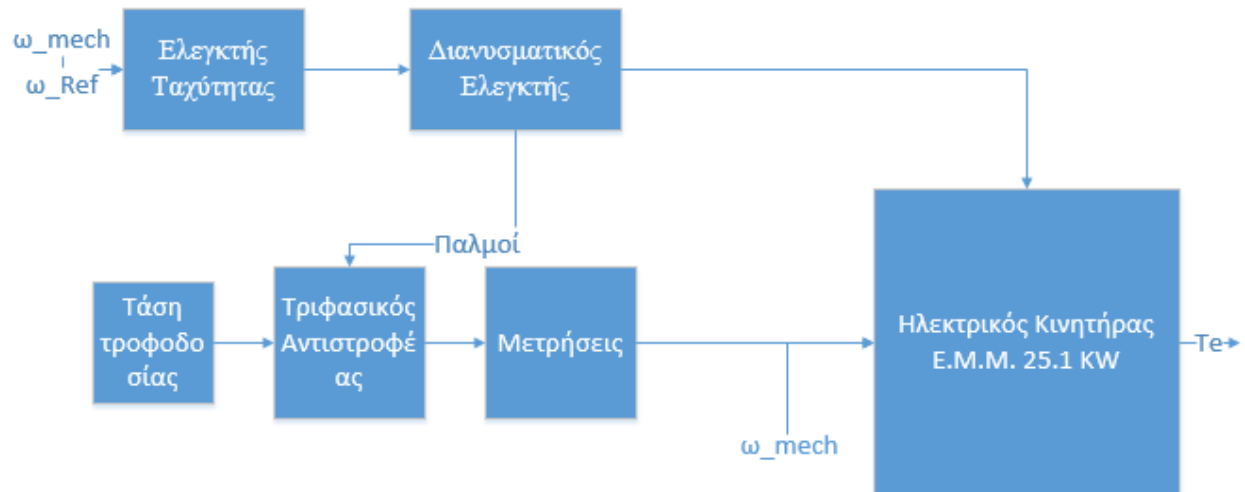 ω_mech
ω_Ref
Ελεγκτής
Ταχύτητας
Διανυσματικός
Ελεγκτής
Παλμοί
Τάση
τροφοδο
σίας
Τριφασικός
Αντιστροφέ
ας
Μετρήσεις
ω_mech
Ηλεκτρικός Κινητήρας
Ε.Μ.Μ. 25.1 KW
Te